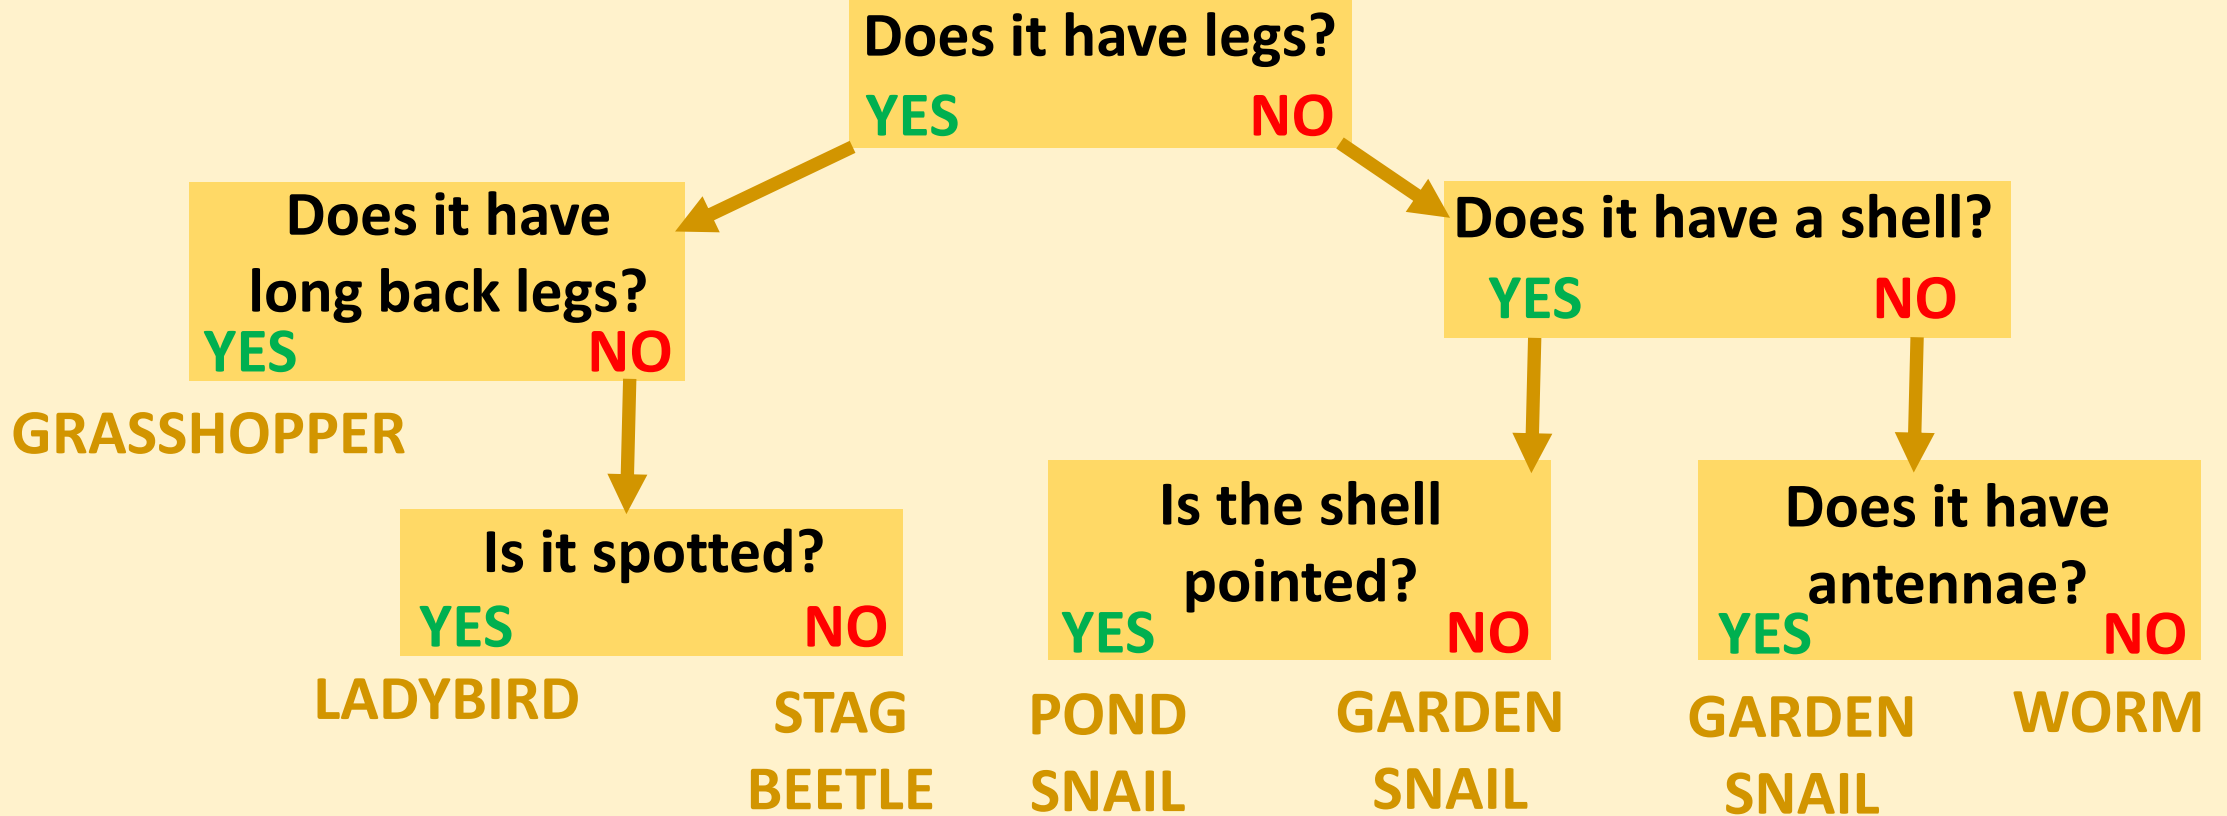 Does it have legs?
YES NO
Does it have
long back legs?
YES NO
GRASSHOPPER
Is it spotted?
YES NO
LADYBIRD
STAG
BEETLE
Does it have a shell?
YES NO
Is the shell
pointed?
YES NO
POND
SNAIL
GARDEN
SNAIL
Does it have
antennae?
YES NO
GARDEN
SNAIL
WORM